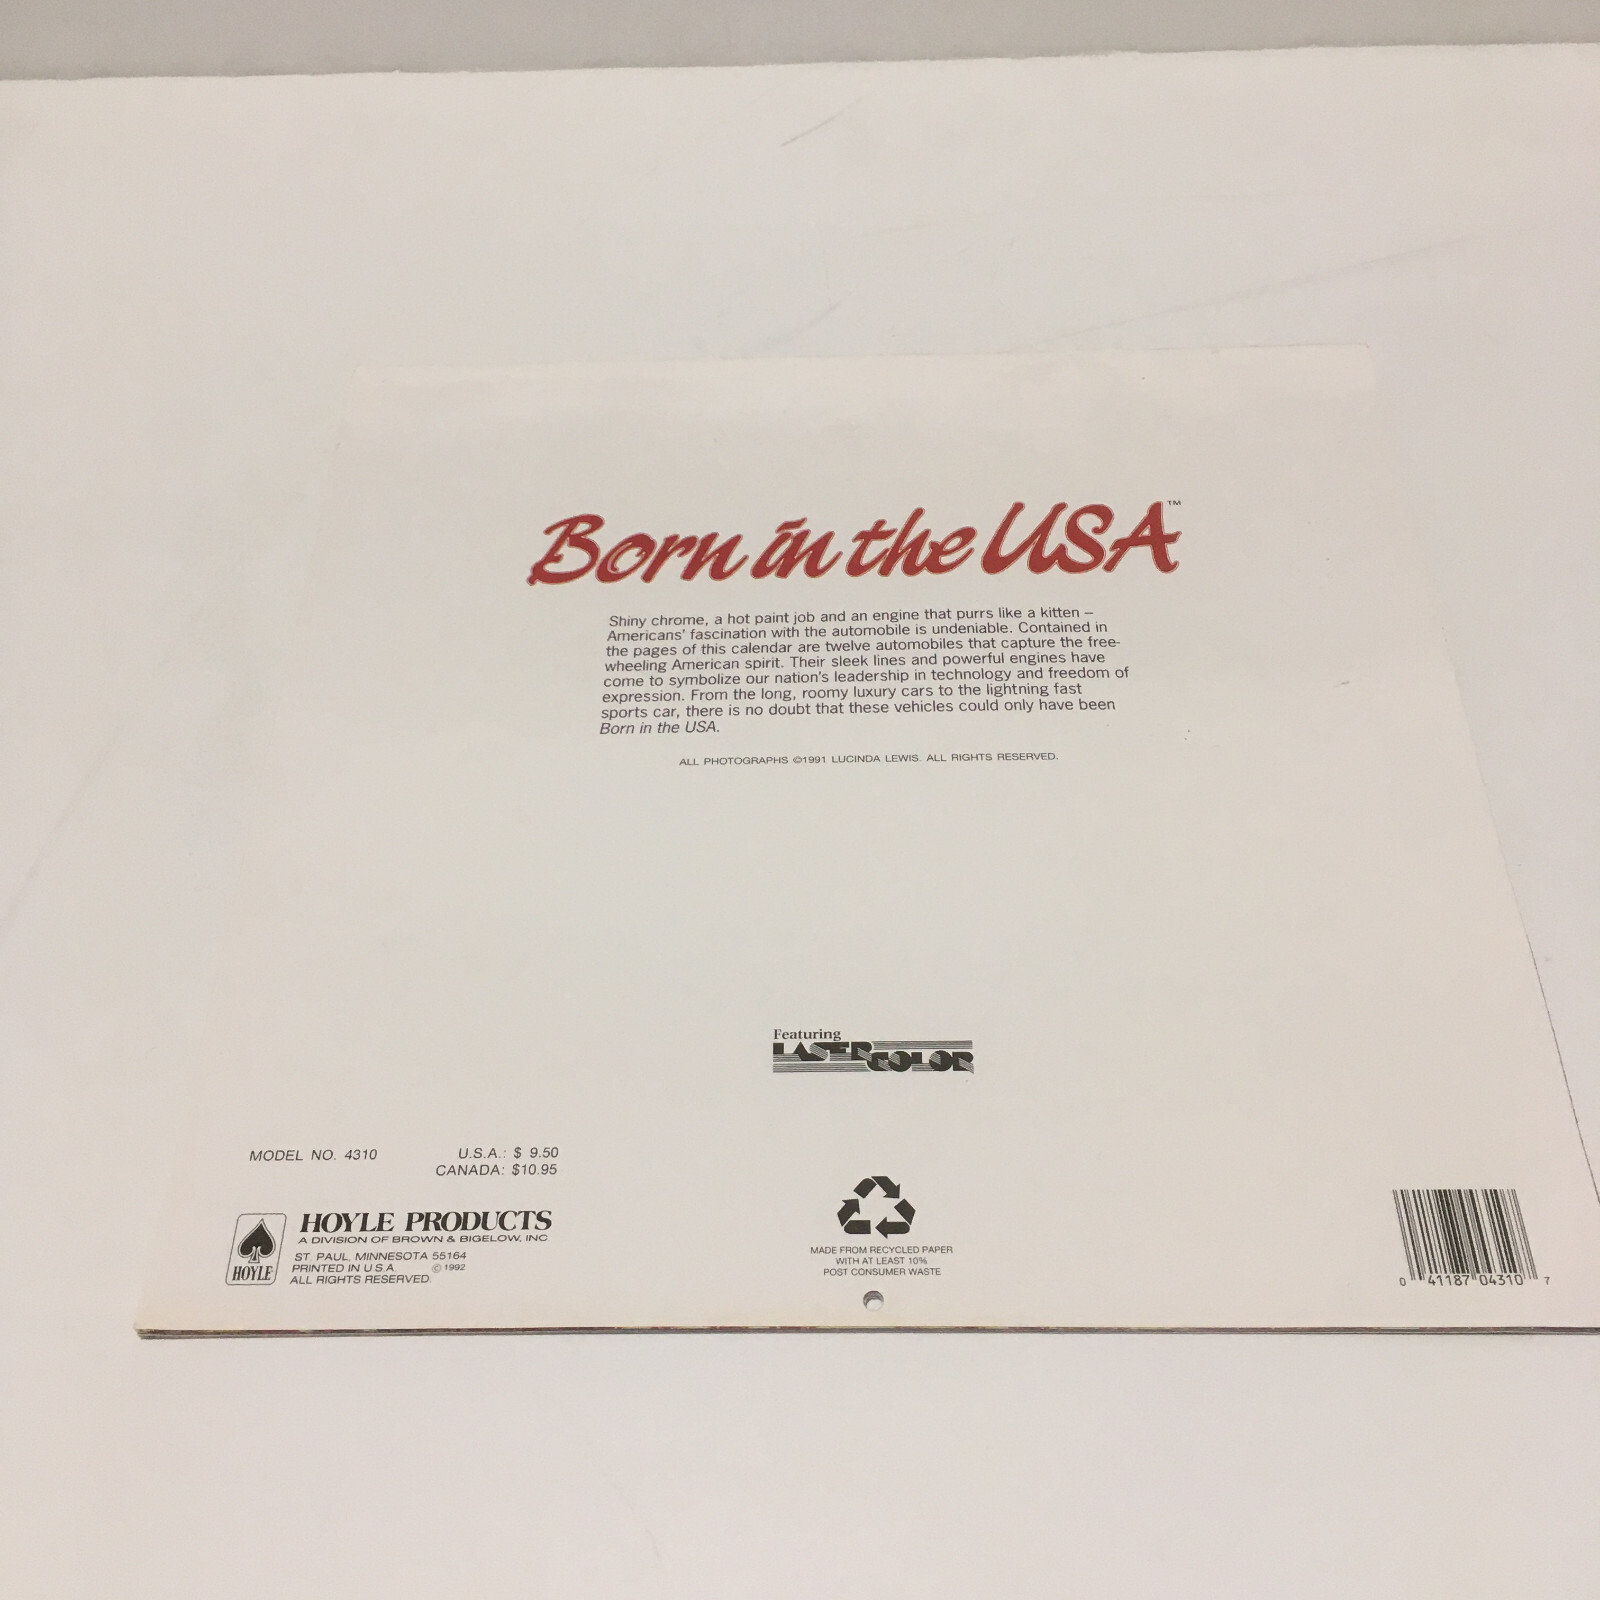 Born in the USA™
Shiny chrome, a hot paint job and an engine that purrs like a kitten –
Americans' fascination with the automobile is undeniable. Contained in
the pages of this calendar are twelve automobiles that capture the free-
wheeling American spirit. Their sleek lines and powerful engines have
come to symbolize our nation's leadership in technology and freedom of
expression. From the long, roomy luxury cars to the lightning fast
sports car, there is no doubt that these vehicles could only have been
Born in the USA.
ALL PHOTOGRAPHS ©1991 LUCINDA LEWIS. ALL RIGHTS RESERVED.
Featuring
LASER COLOR
MODEL NO. 4310
U.S.A.: $ 9.50
CANADA: $10.95
HOYLE
HOYLE PRODUCTS
A DIVISION OF BROWN & BIGELOW, INC
ST. PAUL, MINNESOTA 55164
PRINTED IN U.S.A. © 1992
ALL RIGHTS RESERVED.
MADE FROM RECYCLED PAPER
WITH AT LEAST 10%
POST CONSUMER WASTE
0 41187 04310 7